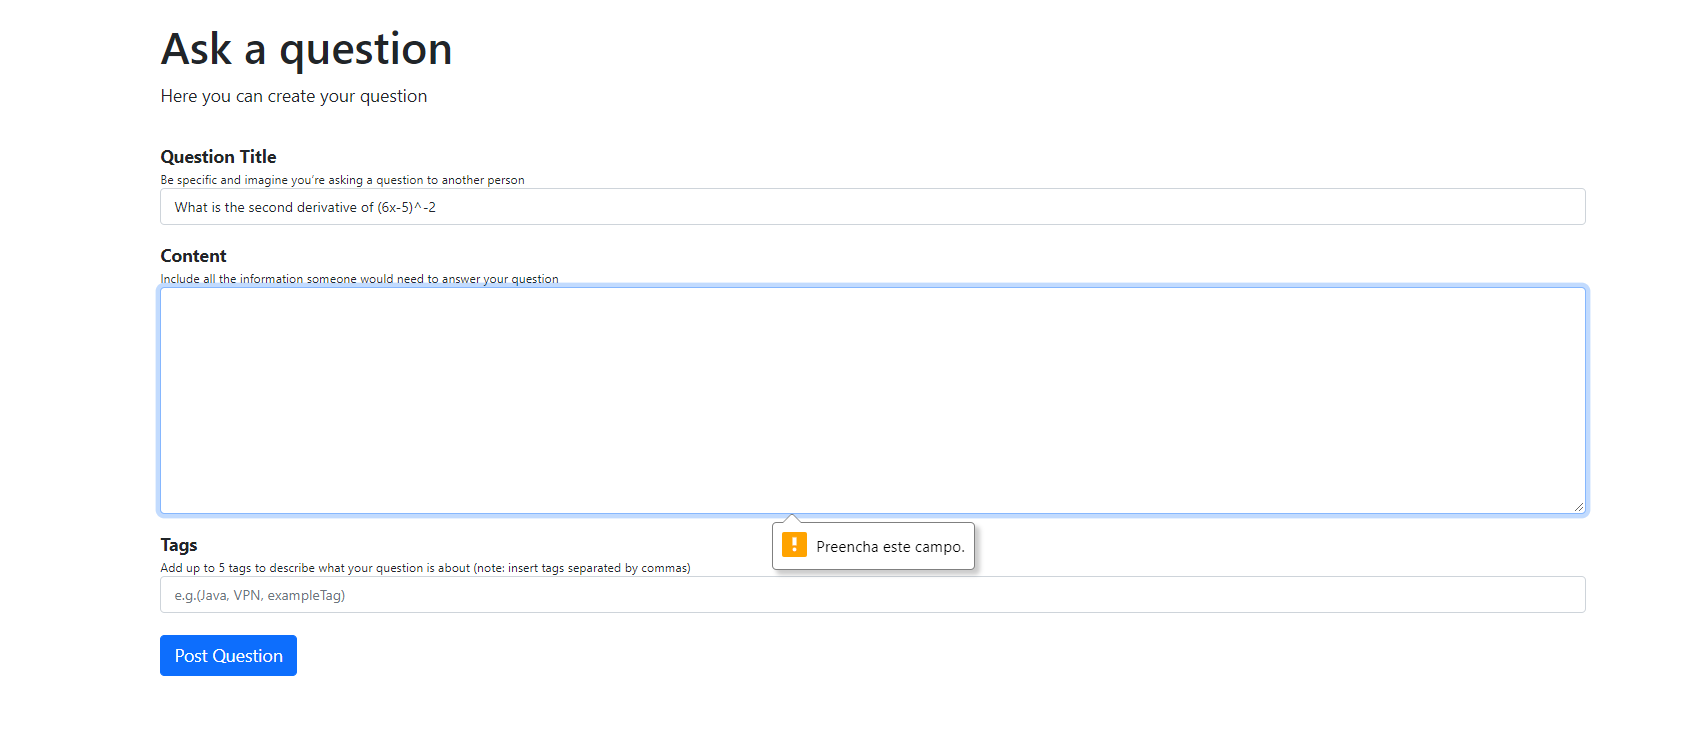 Ask a question
Here you can create your question
Question Title
Be specific and imagine you’re asking a question to another person
What is the second derivative of (6x-5)^-2
Content
Include all the information someone would need to answer your question
Preencha este campo.
Tags
Add up to 5 tags to describe what your question is about (note: insert tags separated by commas)
e.g.(Java, VPN, exampleTag)
Post Question